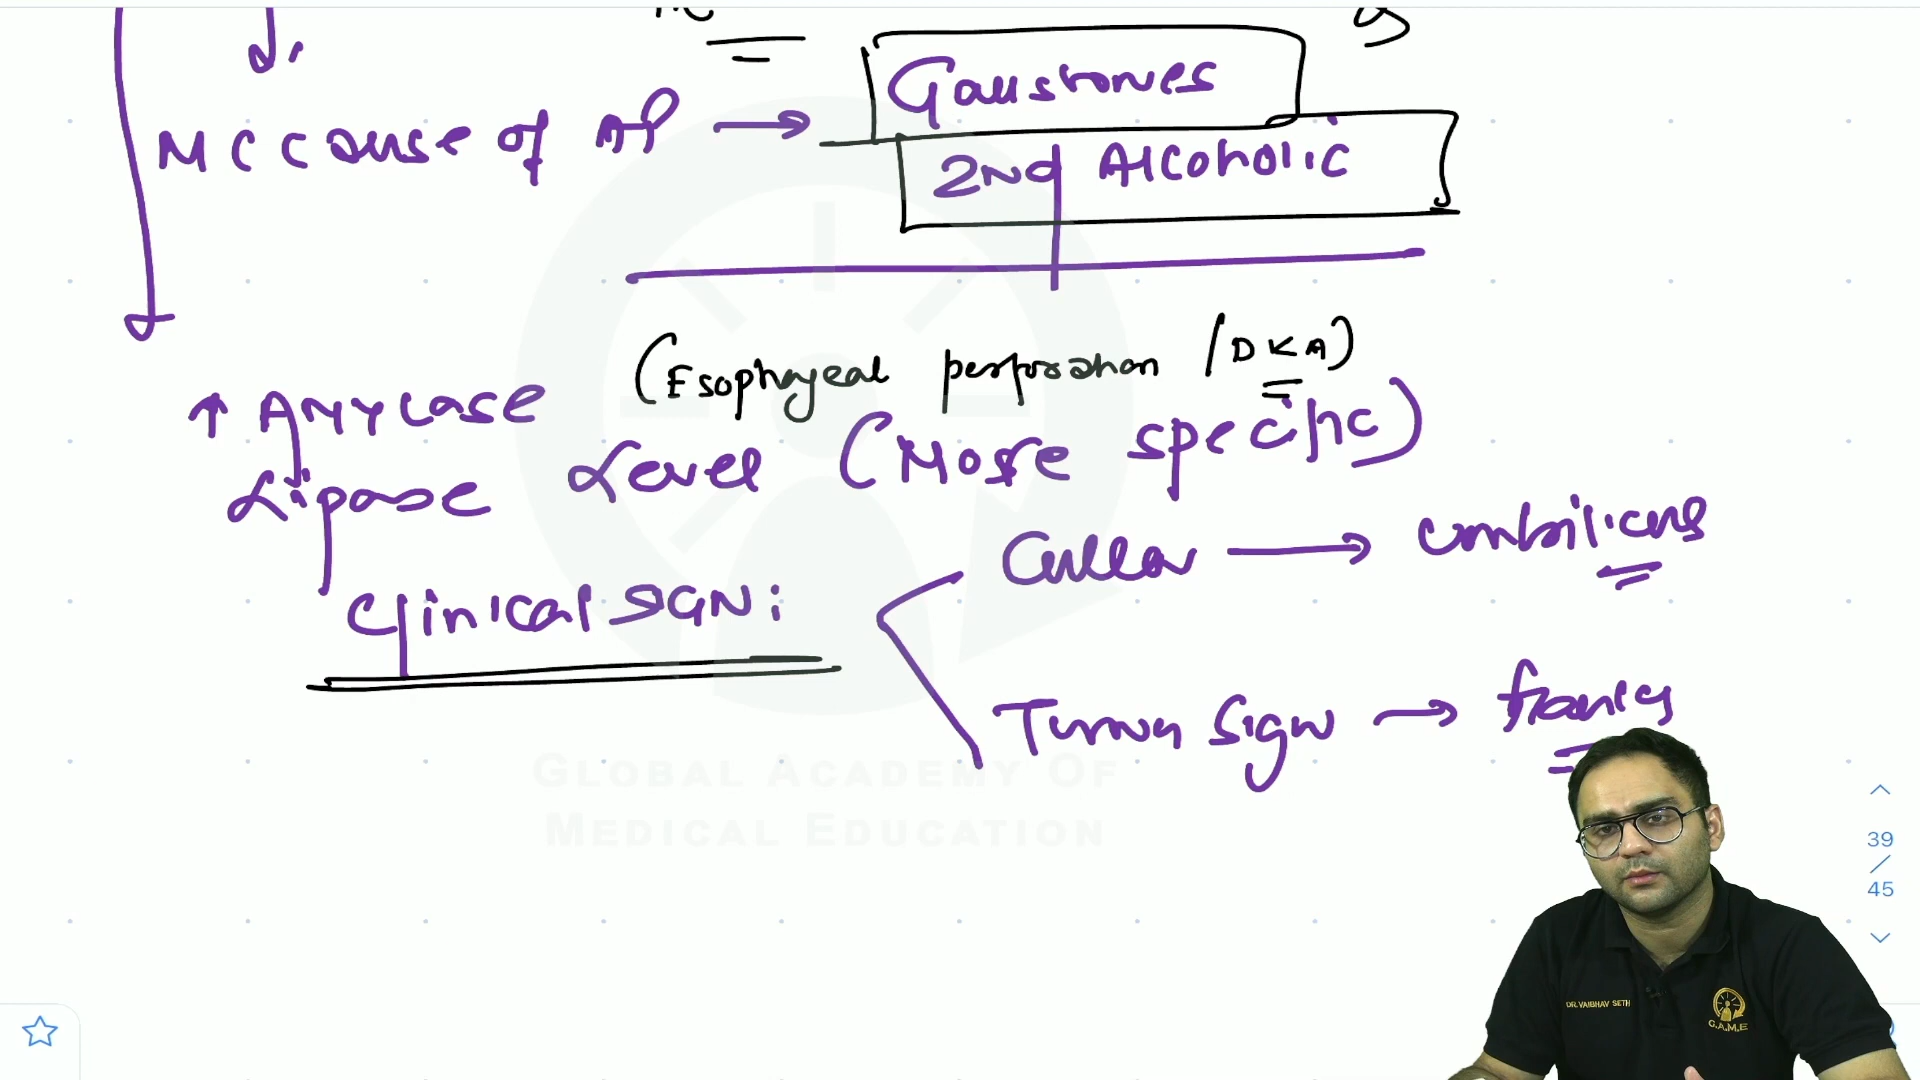 Gallstones
MC cause of AP →
2nd Alcoholic
(Esophageal perforation / DKA)
↑ Amylase
Lipase Level (More specific)
Cullen → umbilicus
Clinical SIGN:
Turner Sign → flanks
GLOBAL ACADEMY OF
MEDICAL EDUCATION
39
/
45
DR. VAIBHAV SETH
G.A.M.E